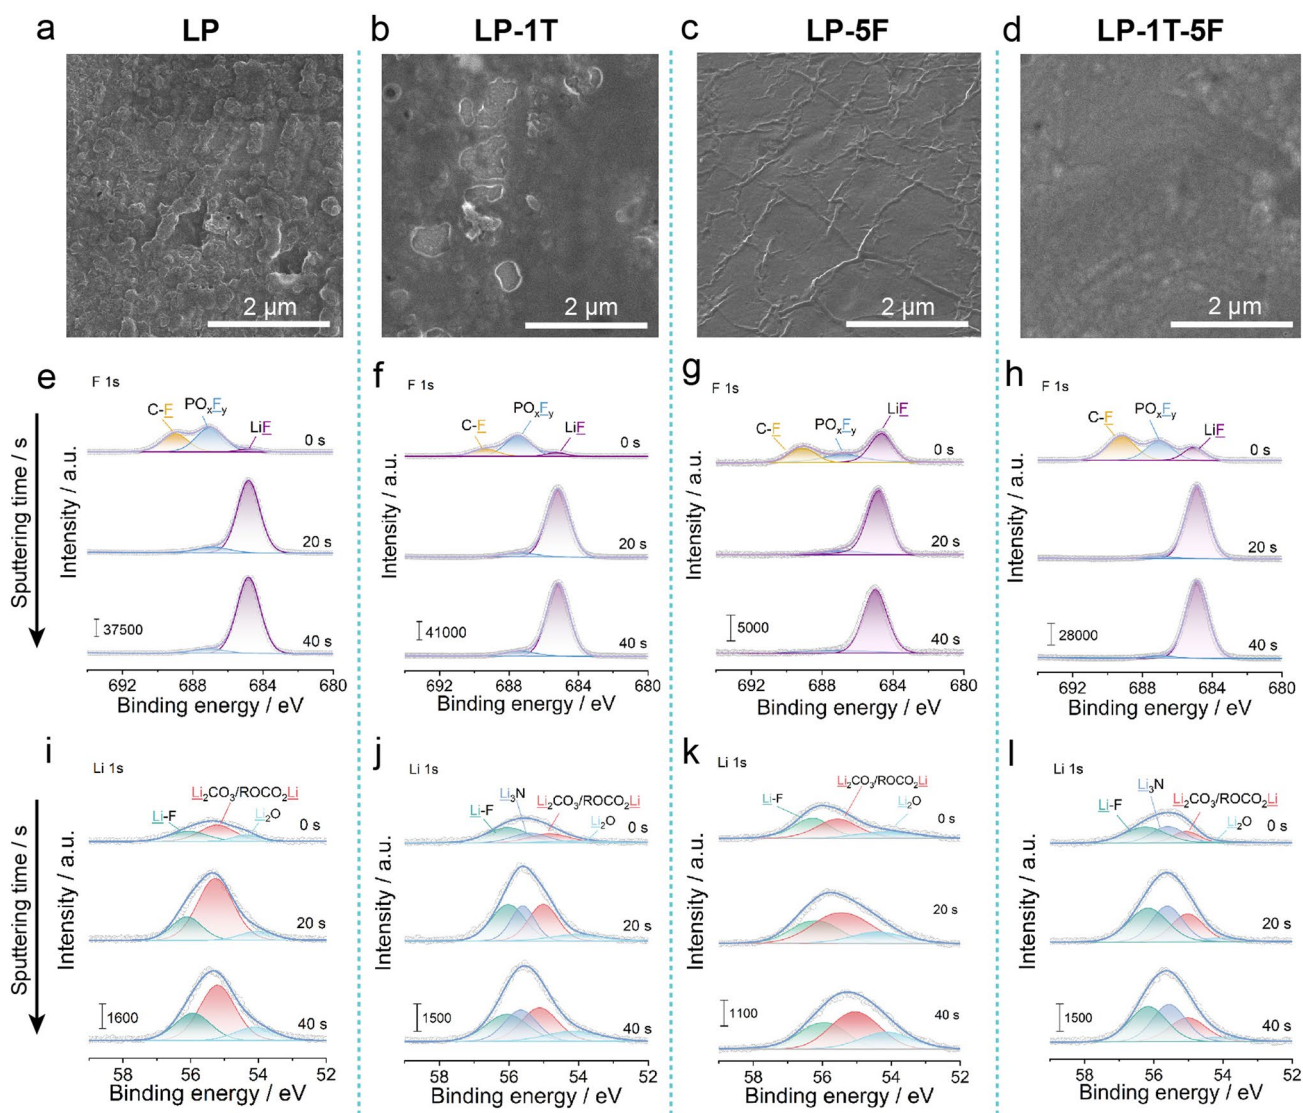 a LP
b LP-1T
c LP-5F
d LP-1T-5F
2 μm
2 μm
2 μm
2 μm
Sputtering time / s
e
F 1s
C-F
POxFy
LiF
0 s
20 s
40 s
37500
Intensity / a.u.
692 688 684 680
Binding energy / eV
f
F 1s
C-F
POxFy
LiF
0 s
20 s
40 s
41000
Intensity / a.u.
692 688 684 680
Binding energy / eV
g
F 1s
C-F
POxFy
LiF
0 s
20 s
40 s
5000
Intensity / a.u.
692 688 684 680
Binding energy / eV
h
F 1s
C-F
POxFy
LiF
0 s
20 s
40 s
28000
Intensity / a.u.
692 688 684 680
Binding energy / eV
Sputtering time / s
i
Li 1s
Li-F
Li2CO3/ROCO2Li
Li2O
0 s
20 s
40 s
1600
Intensity / a.u.
58 56 54 52
Binding energy / eV
j
Li 1s
Li-F
Li3N
Li2CO3/ROCO2Li
Li2O
0 s
20 s
40 s
1500
Intensity / a.u.
58 56 54 52
Binding energy / eV
k
Li 1s
Li-F
Li2CO3/ROCO2Li
Li2O
0 s
20 s
40 s
1100
Intensity / a.u.
58 56 54 52
Binding energy / eV
l
Li 1s
Li-F
Li3N
Li2CO3/ROCO2Li
Li2O
0 s
20 s
40 s
1500
Intensity / a.u.
58 56 54 52
Binding energy / eV